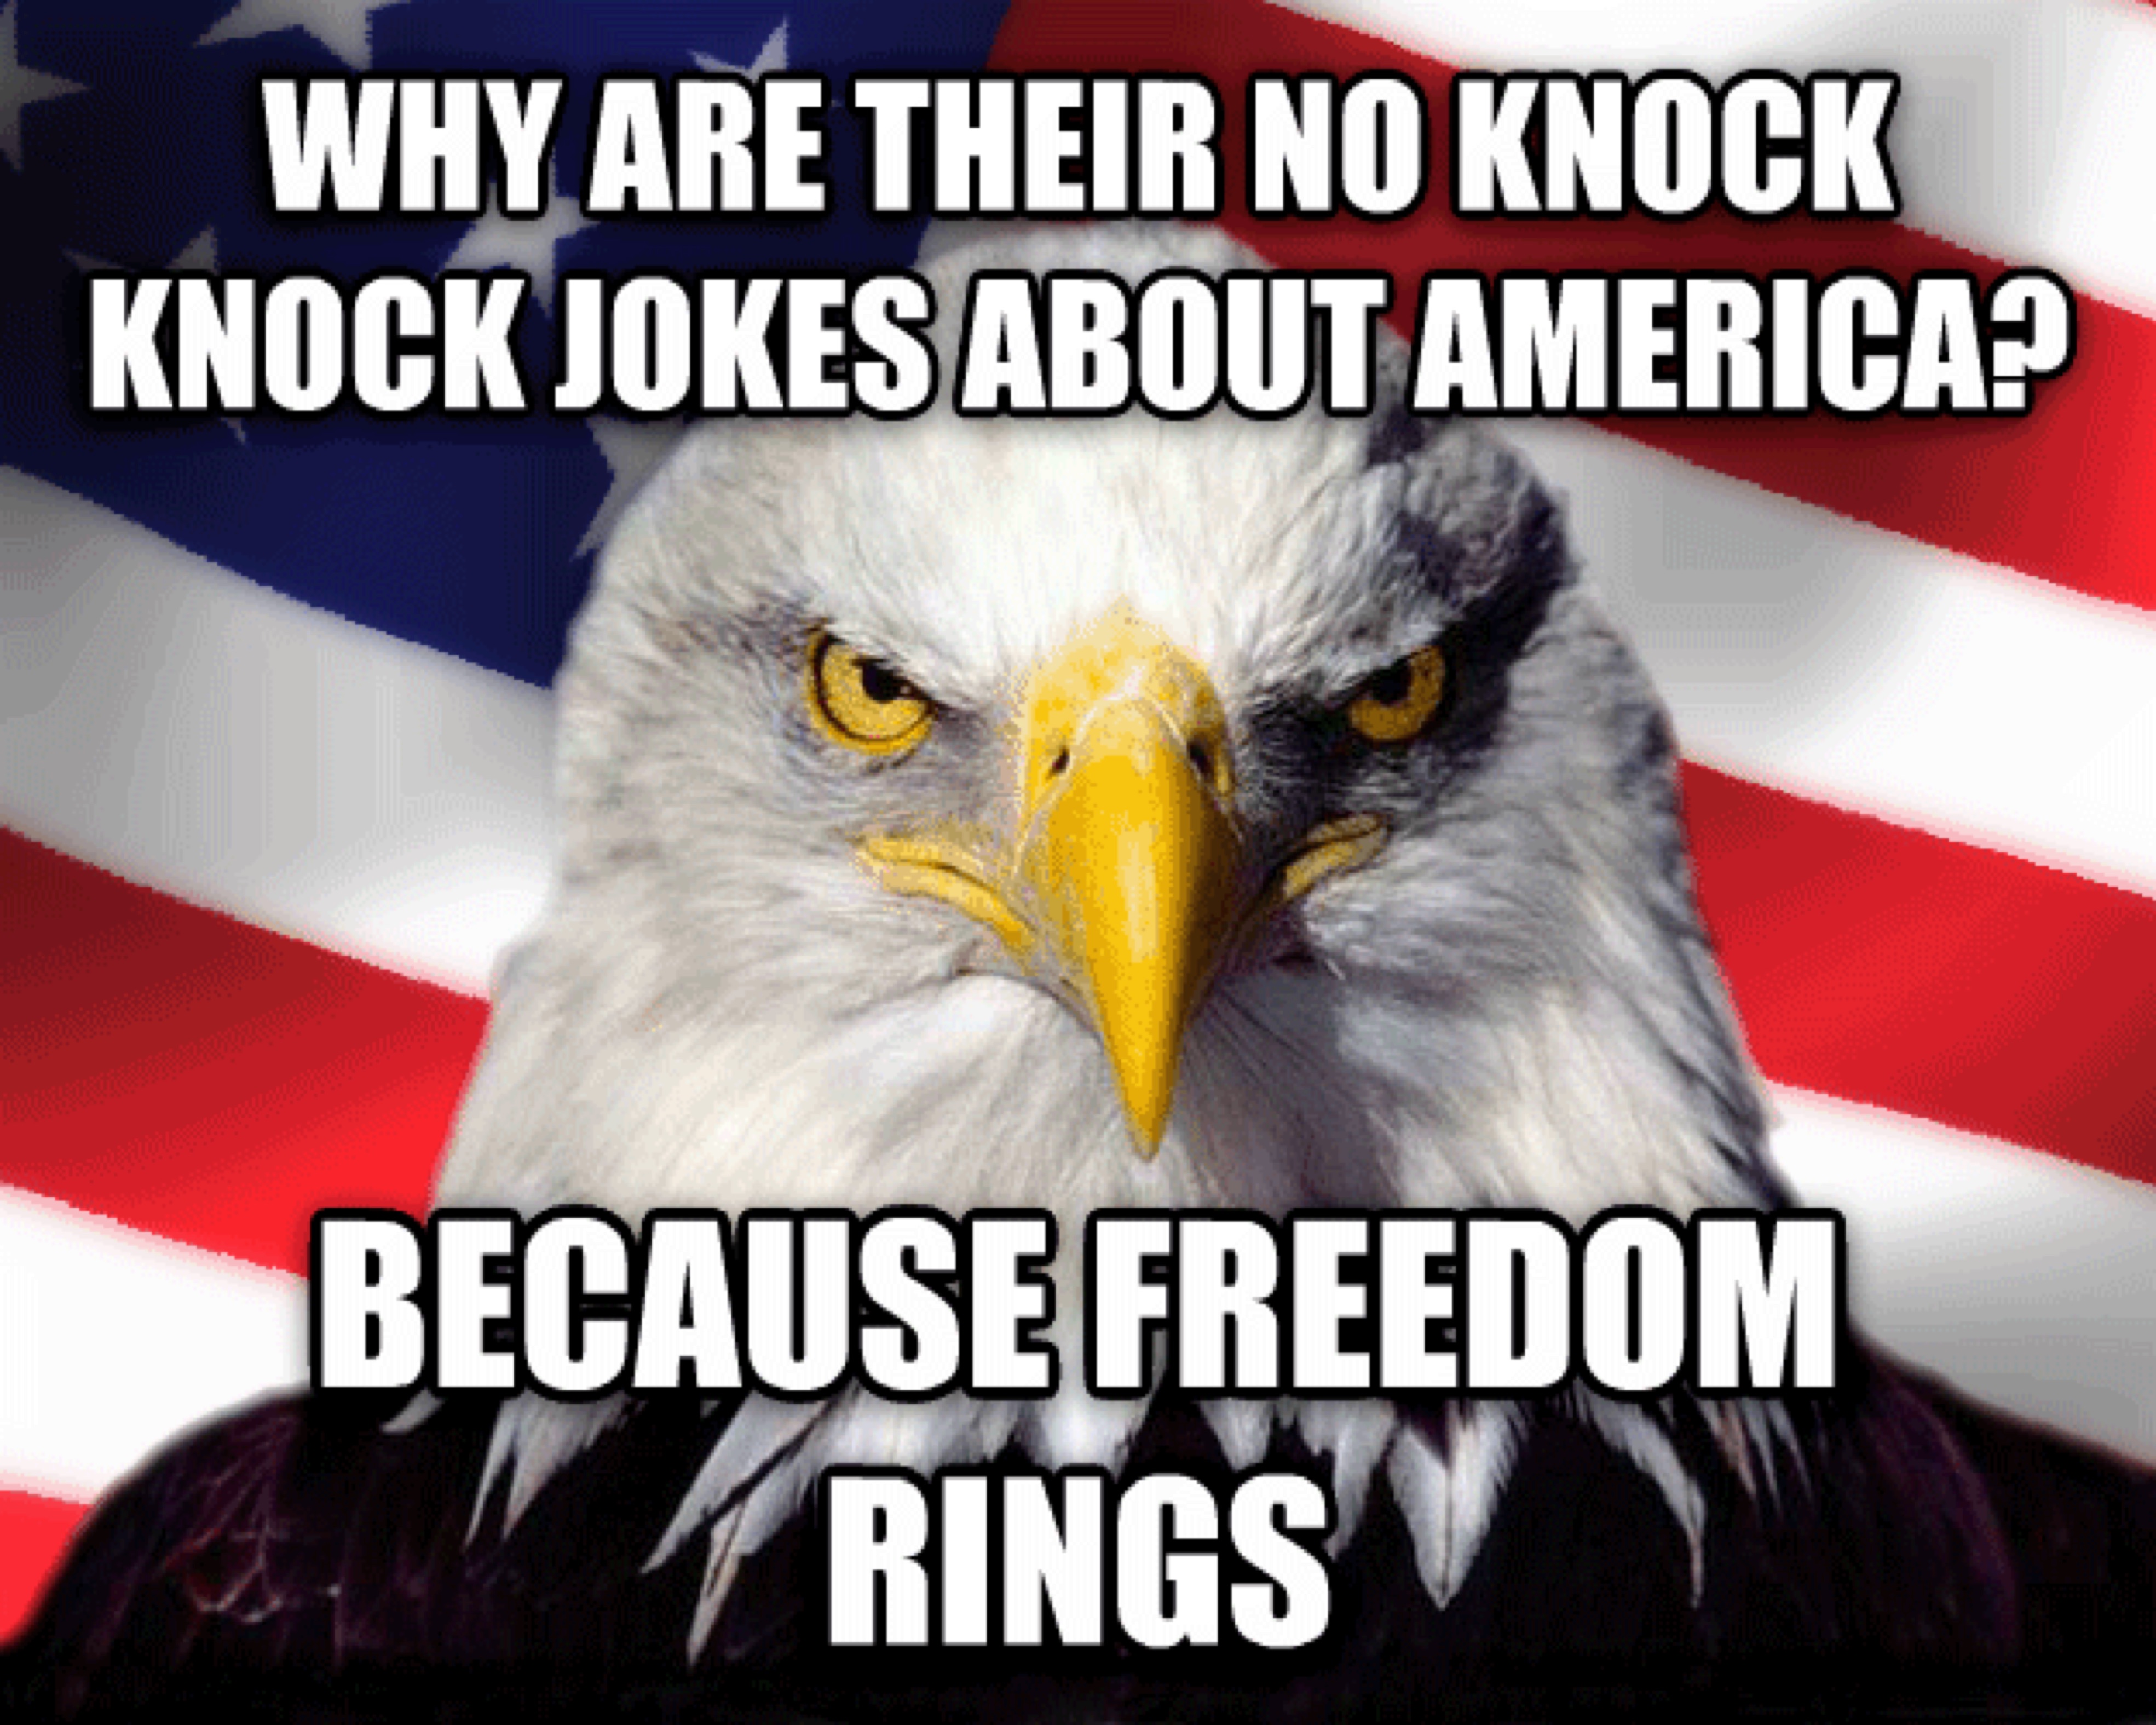 WHY ARE THEIR NO KNOCK
KNOCK JOKES ABOUT AMERICA?
BECAUSE FREEDOM
RINGS